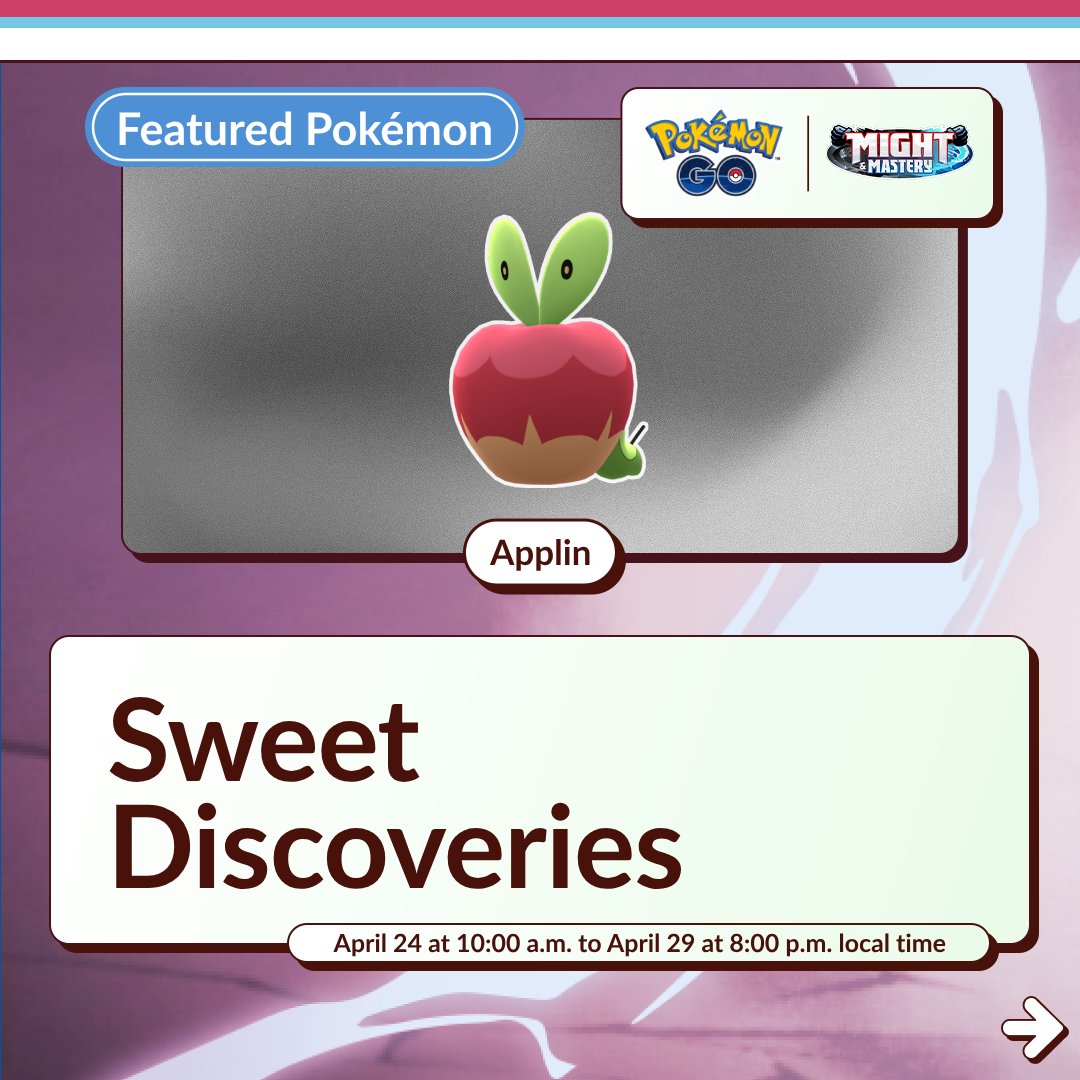 Featured Pokémon
POKÉMON
GO
MIGHT
& MASTERY
Applin
Sweet
Discoveries
April 24 at 10:00 a.m. to April 29 at 8:00 p.m. local time